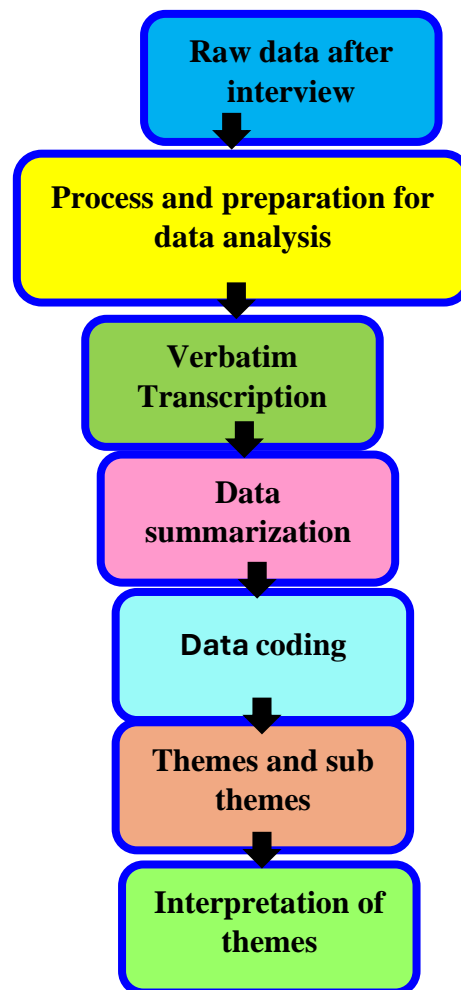 Raw data after
interview
Process and preparation for
data analysis
Verbatim
Transcription
Data
summarization
Data coding
Themes and sub
themes
Interpretation of
themes